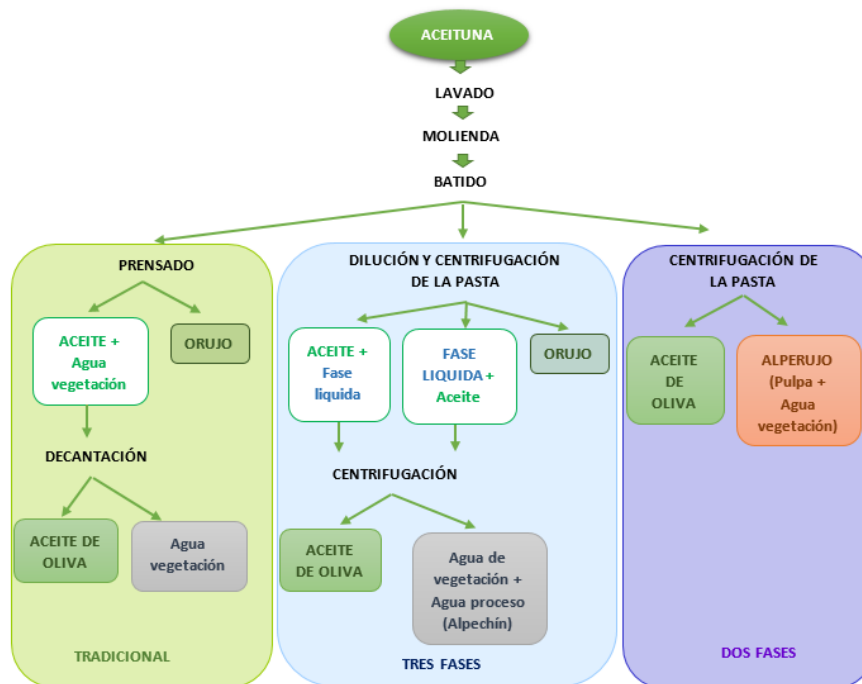 ACEITUNA
LAVADO
MOLIENDA
BATIDO
PRENSADO
ACEITE +
Agua
vegetación
ORUJO
DECANTACIÓN
ACEITE DE
OLIVA
Agua
vegetación
TRADICIONAL
DILUCIÓN Y CENTRIFUGACIÓN
DE LA PASTA
ACEITE +
Fase
liquida
FASE
LIQUIDA +
Aceite
ORUJO
CENTRIFUGACIÓN
ACEITE
DE OLIVA
Agua de
vegetación +
Agua proceso
(Alpechín)
TRES FASES
CENTRIFUGACIÓN DE
LA PASTA
ACEITE
DE
OLIVA
ALPERUJO
(Pulpa +
Agua
vegetación)
DOS FASES